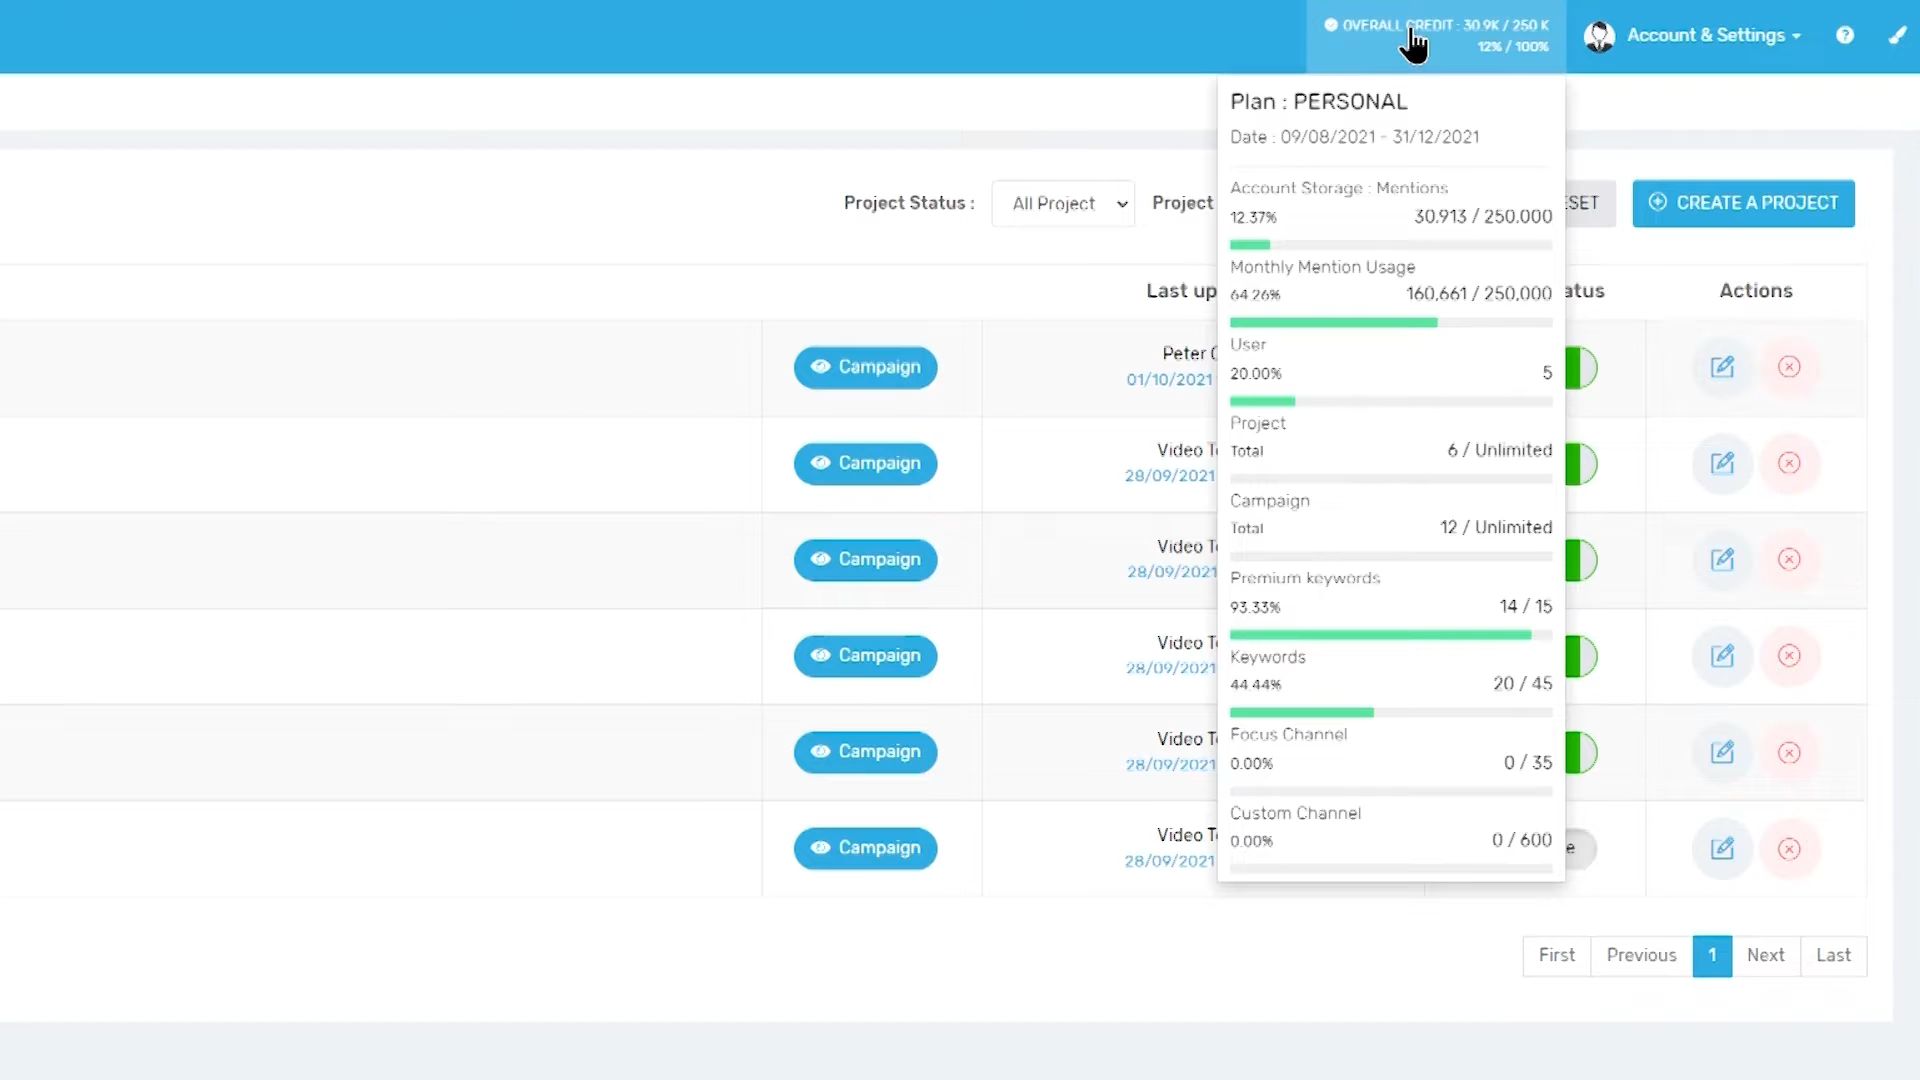 OVERALL CREDIT : 30.9K / 250 K
12% / 100%
Account & Settings
Plan : PERSONAL
Date : 09/08/2021 - 31/12/2021
Project Status :
All Project
Project
SET
CREATE A PROJECT
Account Storage : Mentions
12.37% 30,913 / 250,000
Monthly Mention Usage
64.26% 160,661 / 250,000
User
20.00% 5
Project
Total 6 / Unlimited
Campaign
Total 12 / Unlimited
Premium keywords
93.33% 14 / 15
Keywords
44.44% 20 / 45
Focus Channel
0.00% 0 / 35
Custom Channel
0.00% 0 / 600
Last up
atus
Actions
Campaign
Peter
01/10/2021
Campaign
Video T
28/09/2021
Campaign
Video T
28/09/2021
Campaign
Video T
28/09/2021
Campaign
Video T
28/09/2021
Campaign
Video T
28/09/2021
e
First Previous 1 Next Last